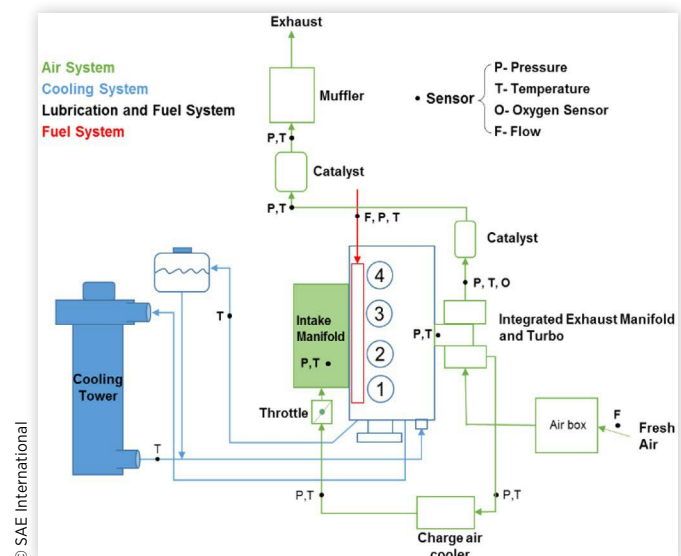 Exhaust
Air System
Cooling System
Lubrication and Fuel System
Fuel System
Muffler
• Sensor
P- Pressure
T- Temperature
O- Oxygen Sensor
F- Flow
P,T
Catalyst
P,T
F, P, T
Catalyst
P, T, O
4
3
2
1
T
Intake
Manifold
P,T
P,T
Integrated Exhaust Manifold
and Turbo
Cooling
Tower
Throttle
Air box
F
Fresh
Air
T
P,T
P,T
Charge air
cooler
© SAE International